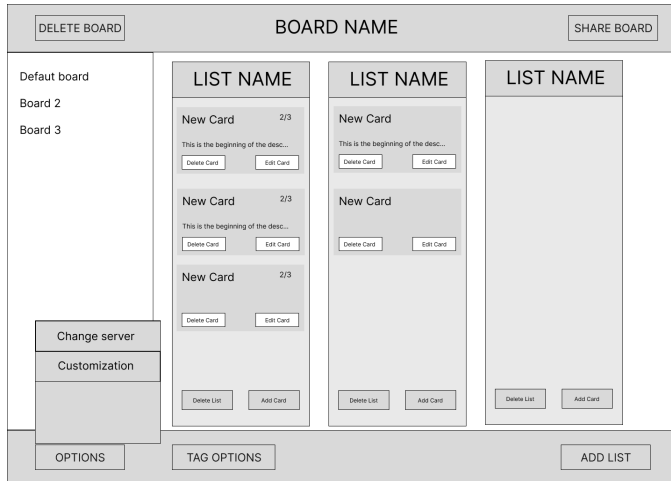 DELETE BOARD
BOARD NAME
SHARE BOARD
Defaut board
Board 2
Board 3
LIST NAME
New Card
2/3
This is the beginning of the desc...
Delete Card
Edit Card
New Card
2/3
This is the beginning of the desc...
Delete Card
Edit Card
New Card
2/3
Delete Card
Edit Card
Delete List
Add Card
LIST NAME
New Card
This is the beginning of the desc...
Delete Card
Edit Card
New Card
Delete Card
Edit Card
Delete List
Add Card
LIST NAME
Delete List
Add Card
Change server
Customization
OPTIONS
TAG OPTIONS
ADD LIST